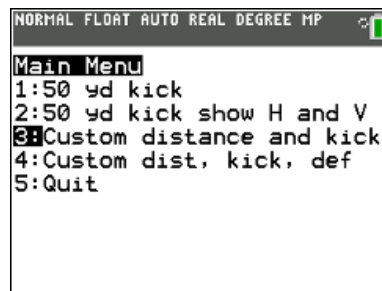 NORMAL FLOAT AUTO REAL DEGREE MP
Main Menu
1:50 yd kick
2:50 yd kick show H and V
3:Custom distance and kick
4:Custom dist, kick, def
5:Quit